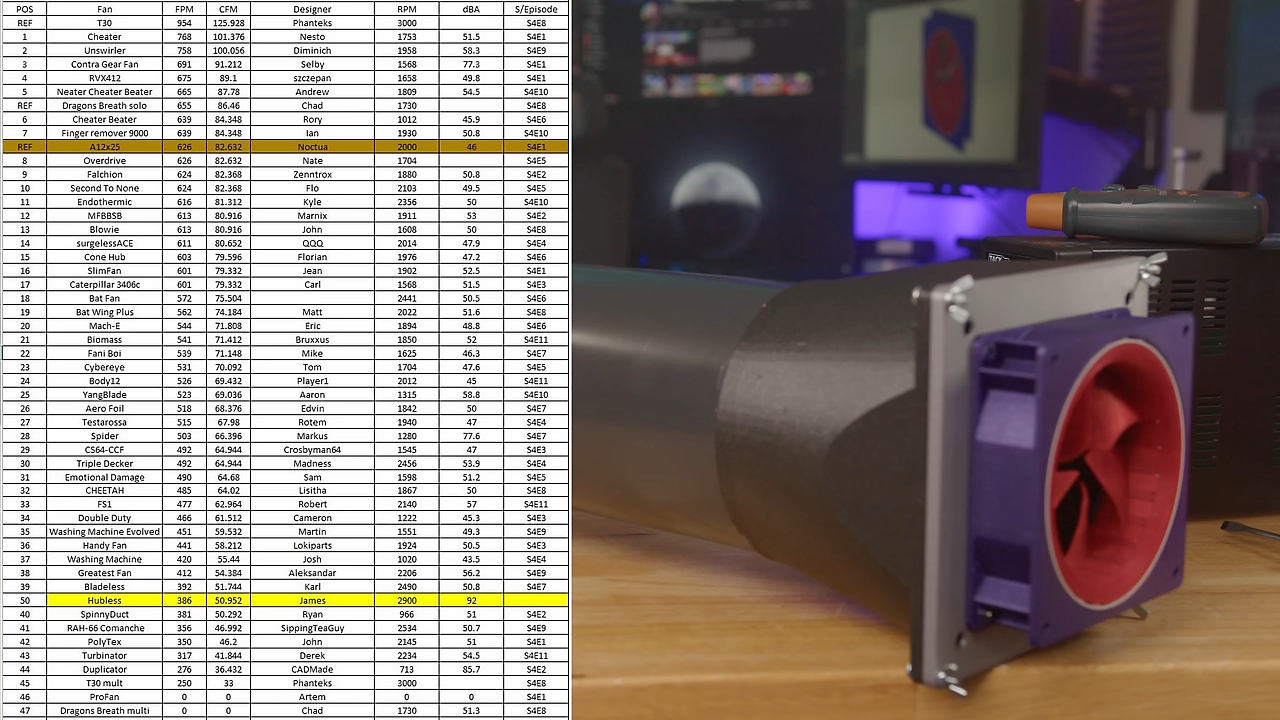 POS Fan FPM CFM Designer RPM dBA S/Episode
REF T30 954 125.928 Phanteks 3000 S4E8
1 Cheater 768 101.376 Nesto 1753 51.5 S4E1
2 Unswirler 758 100.056 Diminich 1958 58.3 S4E9
3 Contra Gear Fan 691 91.212 Selby 1568 77.3 S4E1
4 RVX412 675 89.1 szczepan 1658 49.8 S4E1
5 Neater Cheater Beater 665 87.78 Andrew 1809 54.5 S4E10
REF Dragons Breath solo 655 86.46 Chad 1730 S4E8
6 Cheater Beater 639 84.348 Rory 1012 45.9 S4E6
7 Finger remover 9000 639 84.348 Ian 1930 50.8 S4E10
REF A12x25 626 82.632 Noctua 2000 46 S4E1
8 Overdrive 626 82.632 Nate 1704 S4E5
9 Falchion 624 82.368 Zenntrox 1880 50.8 S4E2
10 Second To None 624 82.368 Flo 2103 49.5 S4E5
11 Endothermic 616 81.312 Kyle 2356 50 S4E10
12 MFBBSB 613 80.916 Marnix 1911 53 S4E2
13 Blowie 613 80.916 John 1608 50 S4E8
14 surgelessACE 611 80.652 QQQ 2014 47.9 S4E4
15 Cone Hub 603 79.596 Florian 1976 47.2 S4E6
16 SlimFan 601 79.332 Jean 1902 52.5 S4E1
17 Caterpillar 3406c 601 79.332 Carl 1568 51.5 S4E3
18 Bat Fan 572 75.504 2441 50.5 S4E6
19 Bat Wing Plus 562 74.184 Matt 2022 51.6 S4E8
20 Mach-E 544 71.808 Eric 1894 48.8 S4E6
21 Biomass 541 71.412 Bruxxus 1850 52 S4E11
22 Fani Boi 539 71.148 Mike 1625 46.3 S4E7
23 Cybereye 531 70.092 Tom 1704 47.6 S4E5
24 Body12 526 69.432 Player1 2012 45 S4E11
25 YangBlade 523 69.036 Aaron 1315 58.8 S4E10
26 Aero Foil 518 68.376 Edvin 1842 50 S4E7
27 Testarossa 515 67.98 Rotem 1940 47 S4E4
28 Spider 503 66.396 Markus 1280 77.6 S4E7
29 CS64-CCF 492 64.944 Crosbyman64 1545 47 S4E3
30 Triple Decker 492 64.944 Madness 2456 53.9 S4E4
31 Emotional Damage 490 64.68 Sam 1598 51.2 S4E5
32 CHEETAH 485 64.02 Lisitha 1867 50 S4E8
33 FS1 477 62.964 Robert 2140 57 S4E11
34 Double Duty 466 61.512 Cameron 1222 45.3 S4E3
35 Washing Machine Evolved 451 59.532 Martin 1551 49.3 S4E9
36 Handy Fan 441 58.212 Lokiparts 1924 50.5 S4E3
37 Washing Machine 420 55.44 Josh 1020 43.5 S4E4
38 Greatest Fan 412 54.384 Aleksandar 2206 56.2 S4E9
39 Bladeless 392 51.744 Karl 2490 50.8 S4E7
50 Hubless 386 50.952 James 2900 92
40 SpinnyDuct 381 50.292 Ryan 966 51 S4E2
41 RAH-66 Comanche 356 46.992 SippingTeaGuy 2534 50.7 S4E9
42 PolyTex 350 46.2 John 2145 51 S4E1
43 Turbinator 317 41.844 Derek 2234 54.5 S4E11
44 Duplicator 276 36.432 CADMade 713 85.7 S4E2
45 T30 mult 250 33 Phanteks 3000 S4E8
46 ProFan 0 0 Artem 0 0 S4E1
47 Dragons Breath multi 0 0 Chad 1730 51.3 S4E8